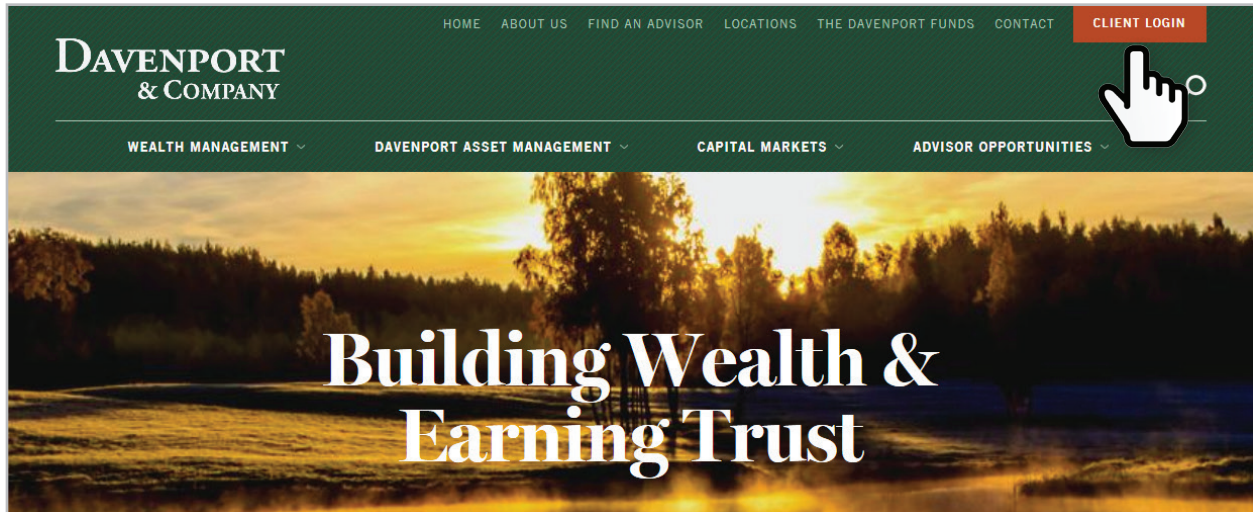 HOME ABOUT US FIND AN ADVISOR LOCATIONS THE DAVENPORT FUNDS CONTACT CLIENT LOGIN
DAVENPORT
& COMPANY
WEALTH MANAGEMENT DAVENPORT ASSET MANAGEMENT CAPITAL MARKETS ADVISOR OPPORTUNITIES
Building Wealth &
Earning Trust